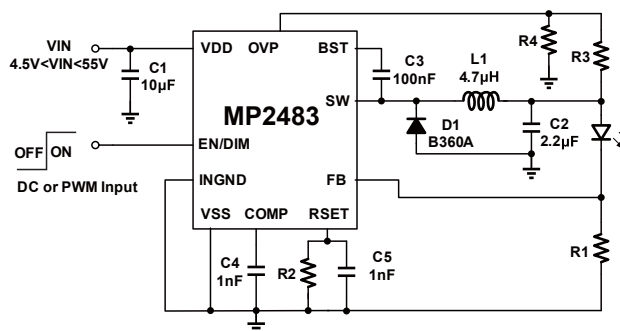 VIN
4.5V<VIN<55V
C1
10µF
VDD
OVP
BST
C3
100nF
L1
4.7µH
R4
R3
SW
MP2483
D1
B360A
C2
2.2µF
OFF ON
DC or PWM Input
EN/DIM
INGND
FB
VSS
COMP
RSET
C4
1nF
R2
C5
1nF
R1